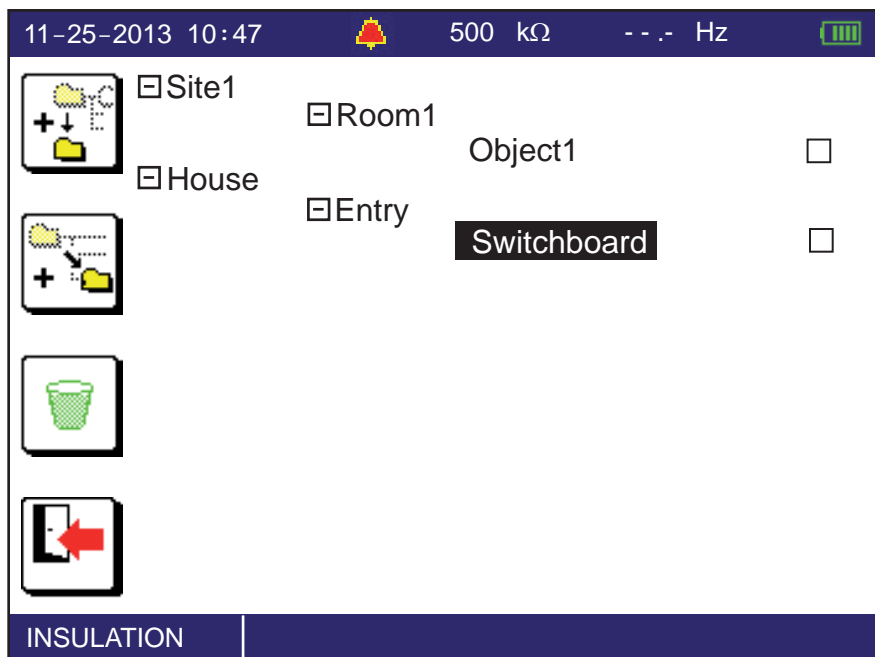 11-25-2013 10:47 500 kΩ - - .- Hz
Site1
Room1
Object1
House
Entry
Switchboard
INSULATION